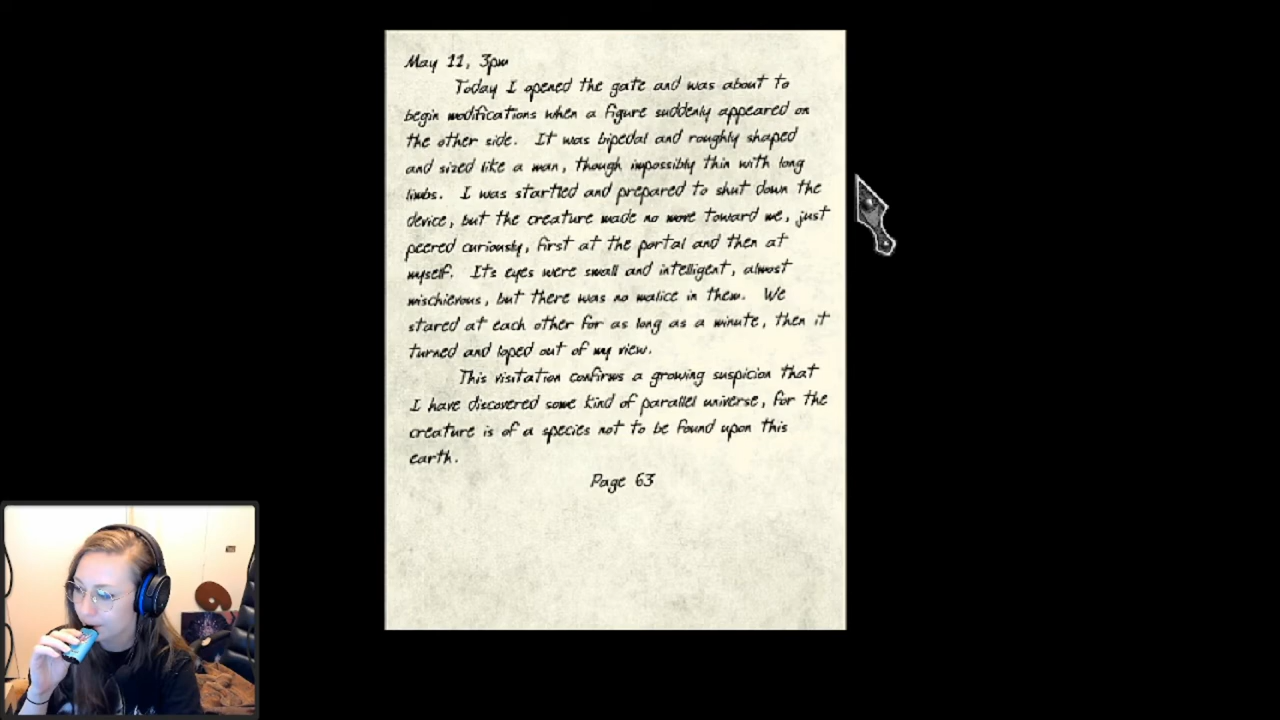 May 11, 3pm
Today I opened the gate and was about to
begin modifications when a figure suddenly appeared on
the other side. It was bipedal and roughly shaped
and sized like a man, though impossibly thin with long
limbs. I was startled and prepared to shut down the
device, but the creature made no move toward me, just
peered curiously, first at the portal and then at
myself. Its eyes were small and intelligent, almost
mischievous, but there was no malice in them. We
stared at each other for as long as a minute, then it
turned and loped out of my view.
This visitation confirms a growing suspicion that
I have discovered some kind of parallel universe, for the
creature is of a species not to be found upon this
earth.
Page 63